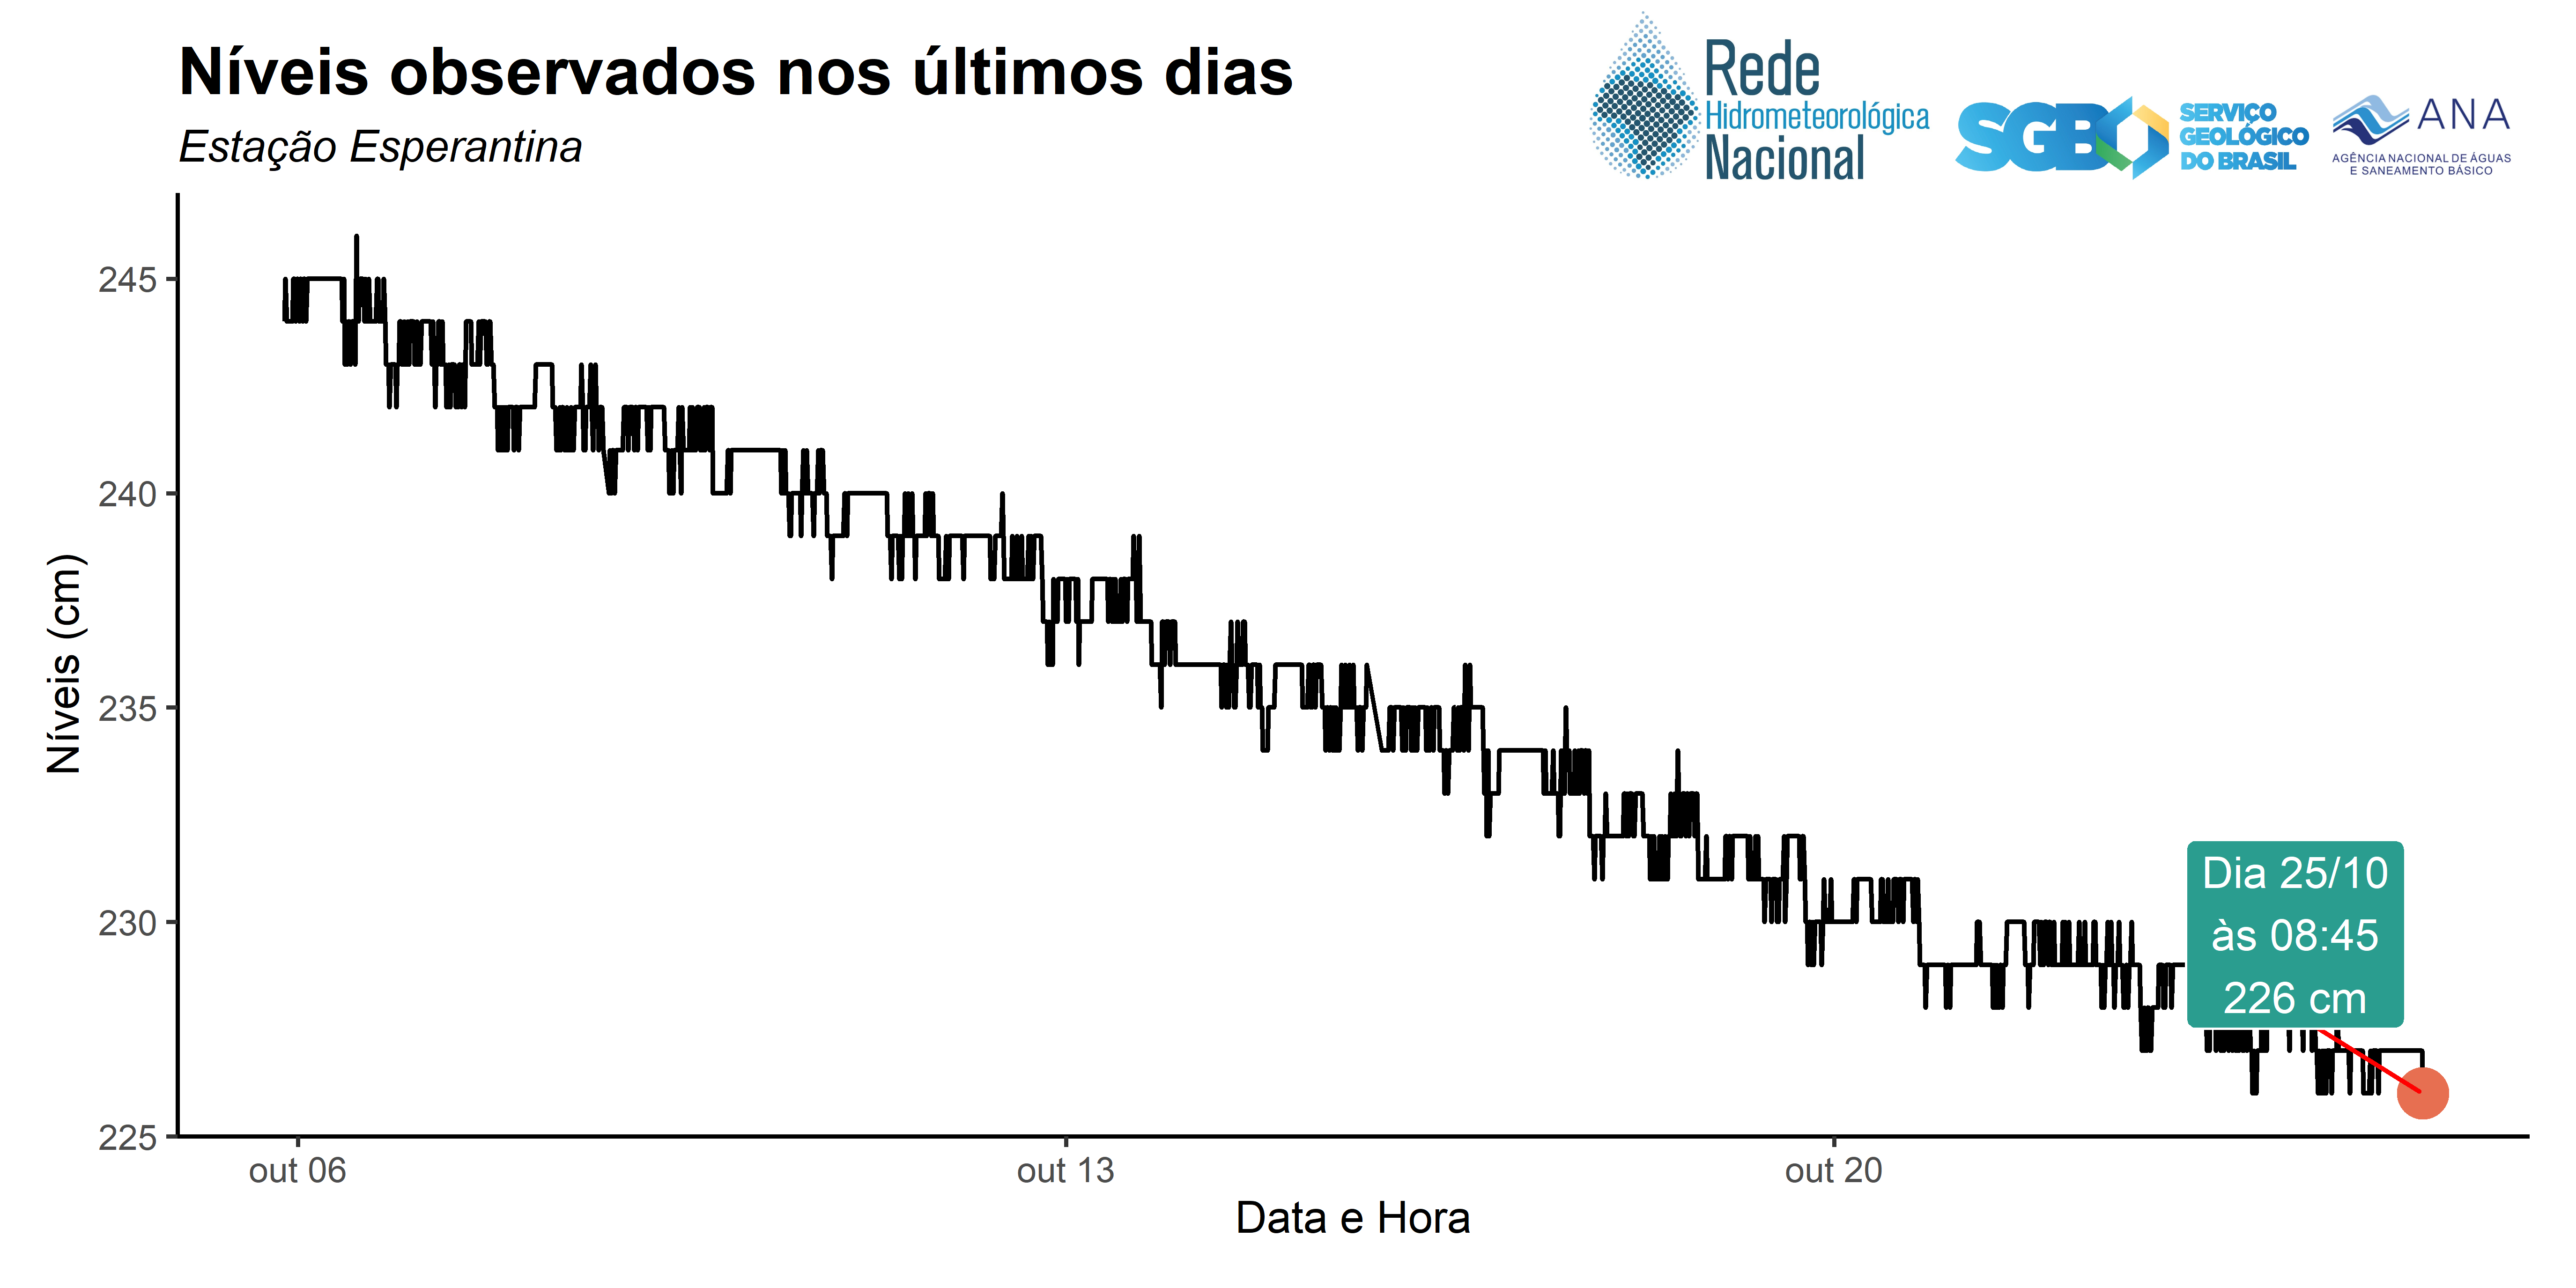 Níveis observados nos últimos dias
Estação Esperantina
Rede
Hidrometeorológica
Nacional
SGB
SERVIÇO
GEOLÓGICO
DO BRASIL
ANA
AGÊNCIA NACIONAL DE ÁGUAS
E SANEAMENTO BÁSICO
Níveis (cm)
245
240
235
230
225
Dia 25/10
às 08:45
226 cm
out 06
out 13
out 20
Data e Hora